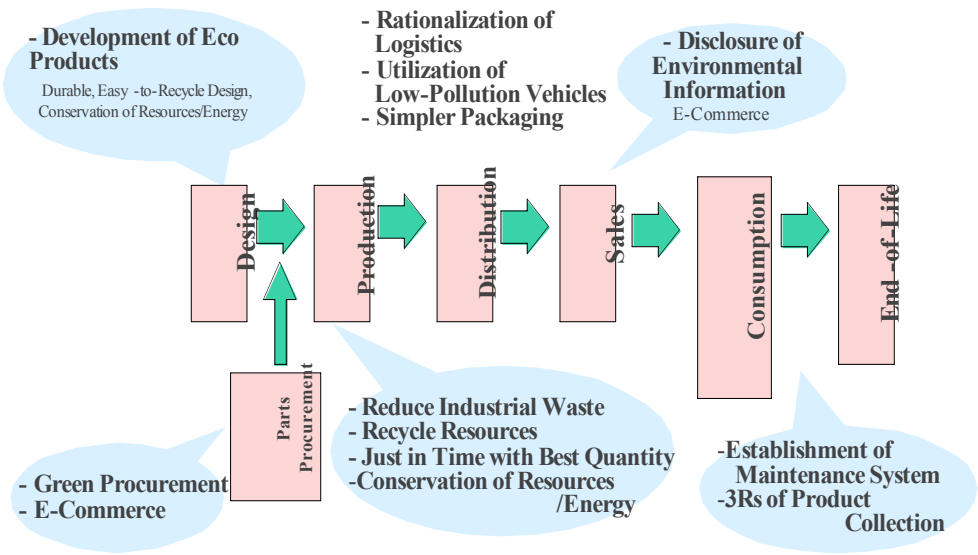 - Development of Eco
Products
Durable, Easy -to-Recycle Design,
Conservation of Resources/Energy
- Rationalization of
Logistics
- Utilization of
Low-Pollution Vehicles
- Simpler Packaging
- Disclosure of
Environmental
Information
E-Commerce
Design
Production
Distribution
Sales
Consumption
End -of-Life
Parts
Procurement
- Green Procurement
- E-Commerce
- Reduce Industrial Waste
- Recycle Resources
- Just in Time with Best Quantity
-Conservation of Resources
/Energy
-Establishment of
Maintenance System
-3Rs of Product
Collection